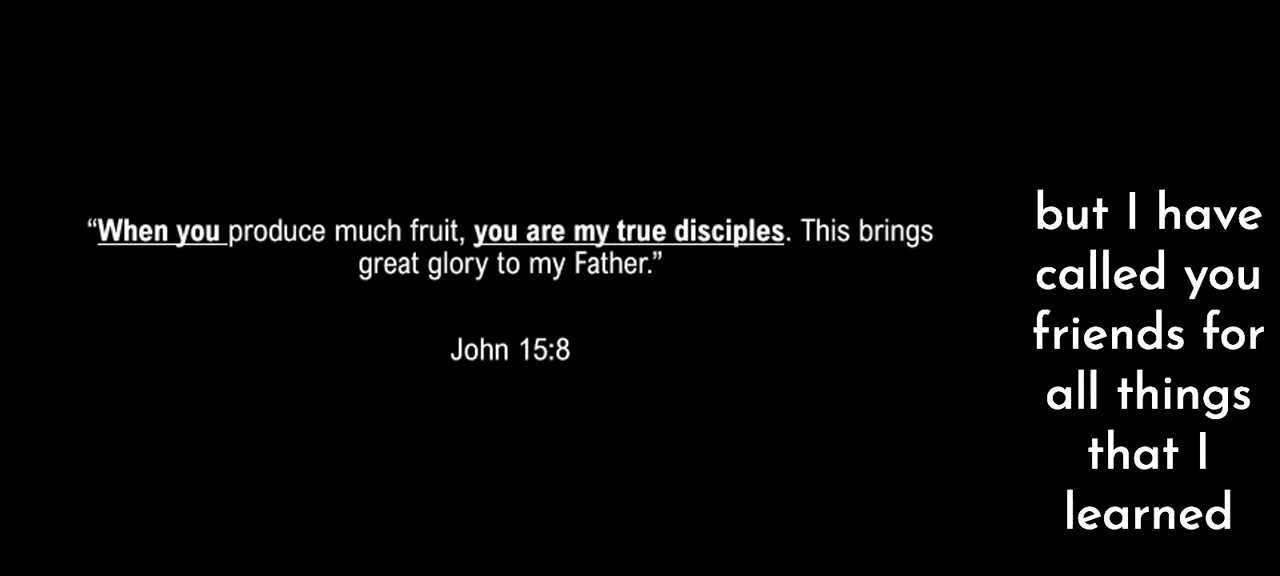 “When you produce much fruit, you are my true disciples. This brings
great glory to my Father.”
John 15:8
but I have
called you
friends for
all things
that I
learned